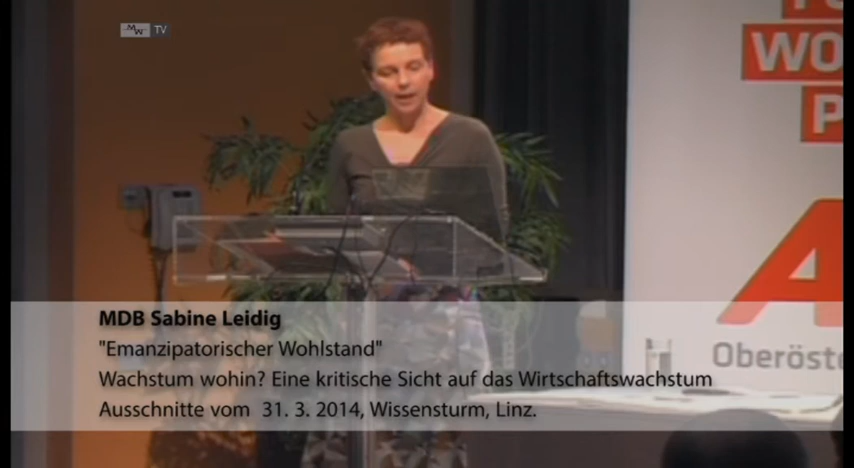 MW TV
WO
P
A
Oberöste
MDB Sabine Leidig
"Emanzipatorischer Wohlstand"
Wachstum wohin? Eine kritische Sicht auf das Wirtschaftswachstum
Ausschnitte vom 31. 3. 2014, Wissensturm, Linz.